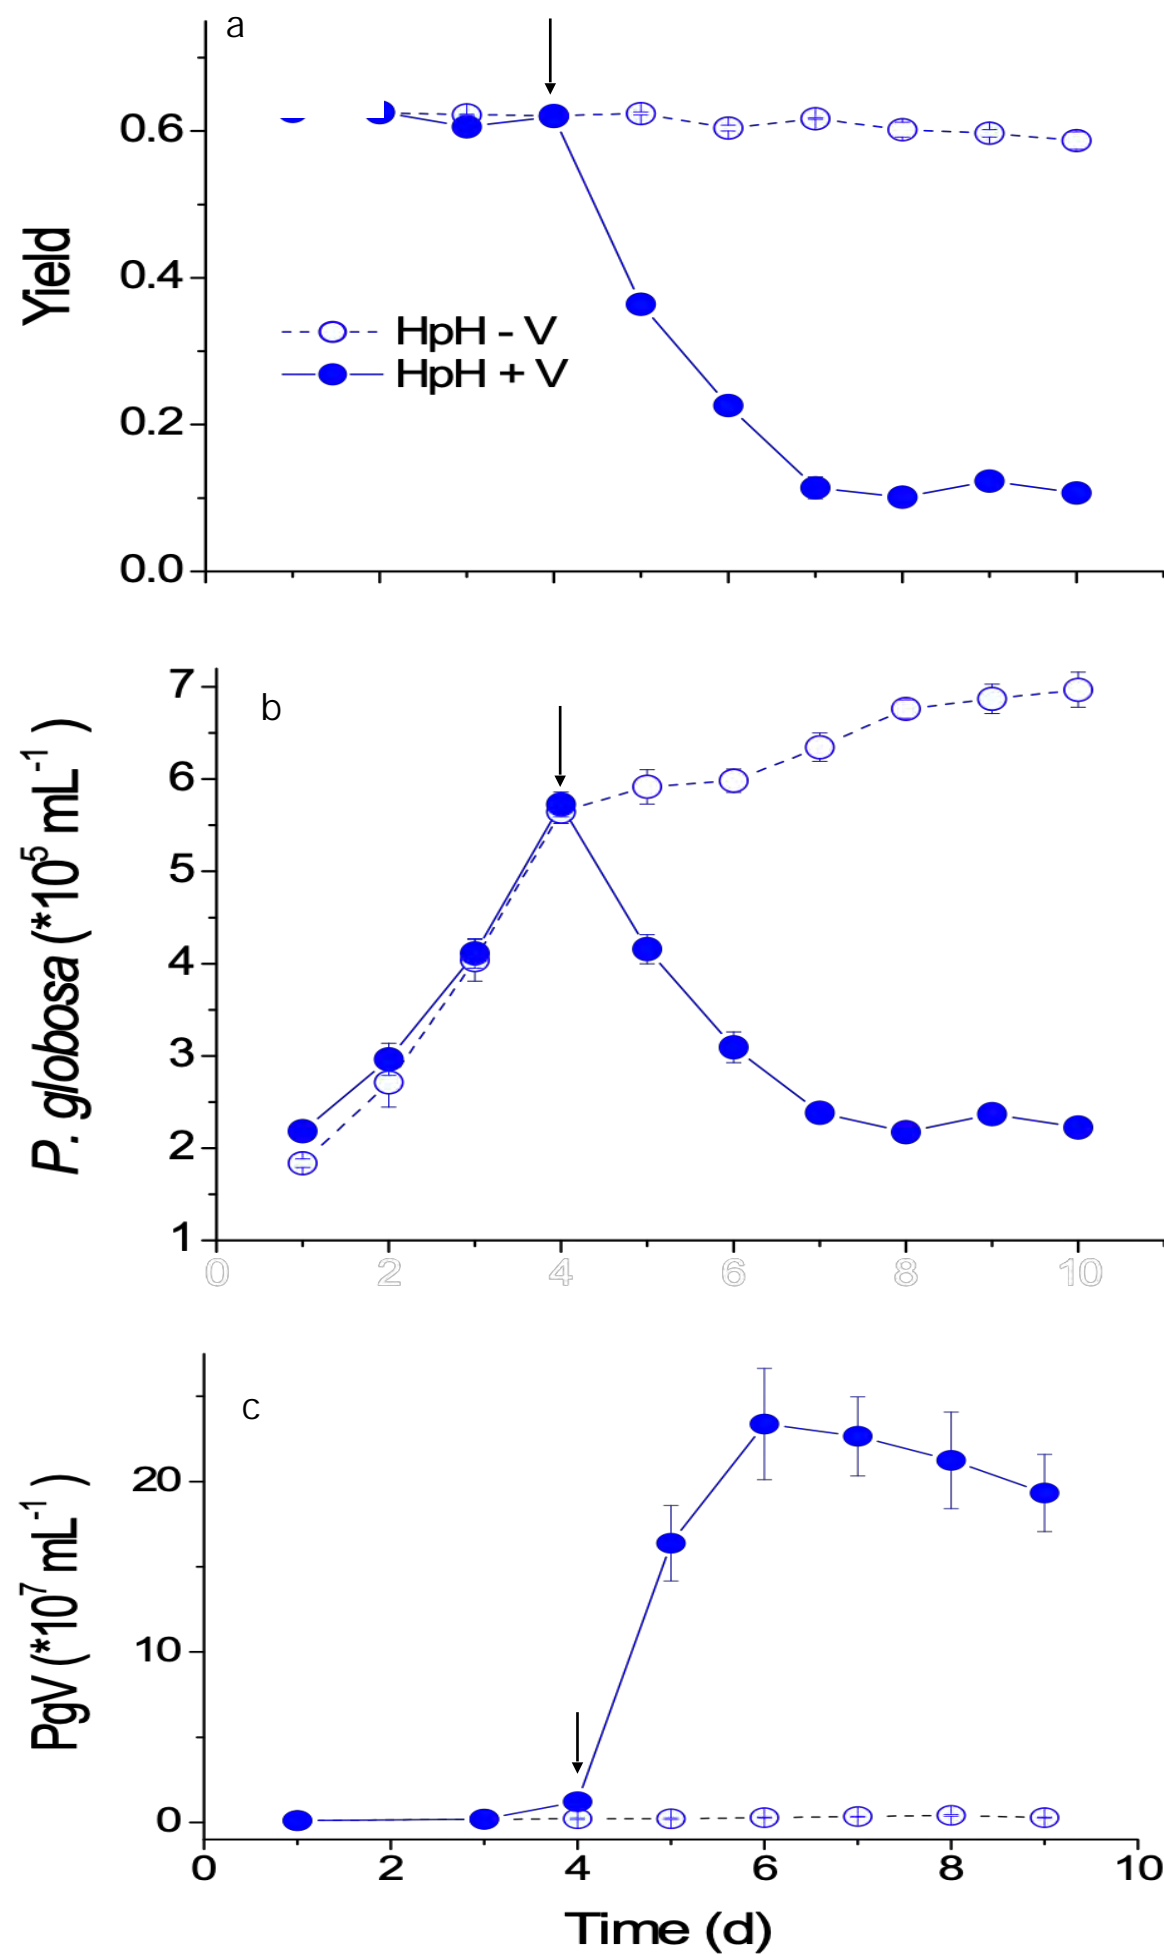 a
0.6
0.4
0.2
0.0
Yield
HpH - V
HpH + V
b
7
6
5
4
3
2
1
P. globosa (*10⁵ mL⁻¹ )
0 2 4 6 8 10
c
20
10
0
PgV (*10⁷ mL⁻¹ )
0 2 4 6 8 10
Time (d)